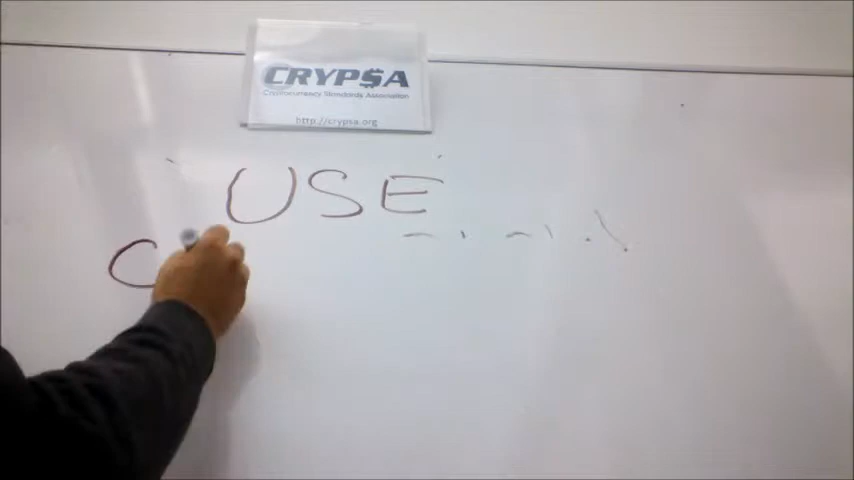 CRYP$A
Cryptocurrency Standards Association
http://crypsa.org
USE
C